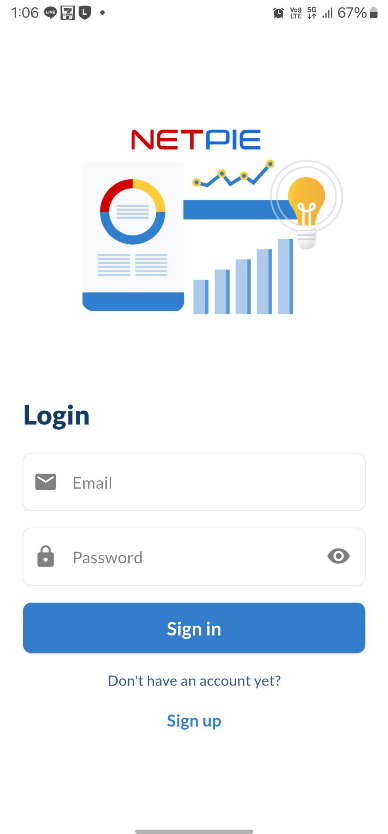 1:06
67%
NETPIE
Login
Email
Password
Sign in
Don't have an account yet?
Sign up